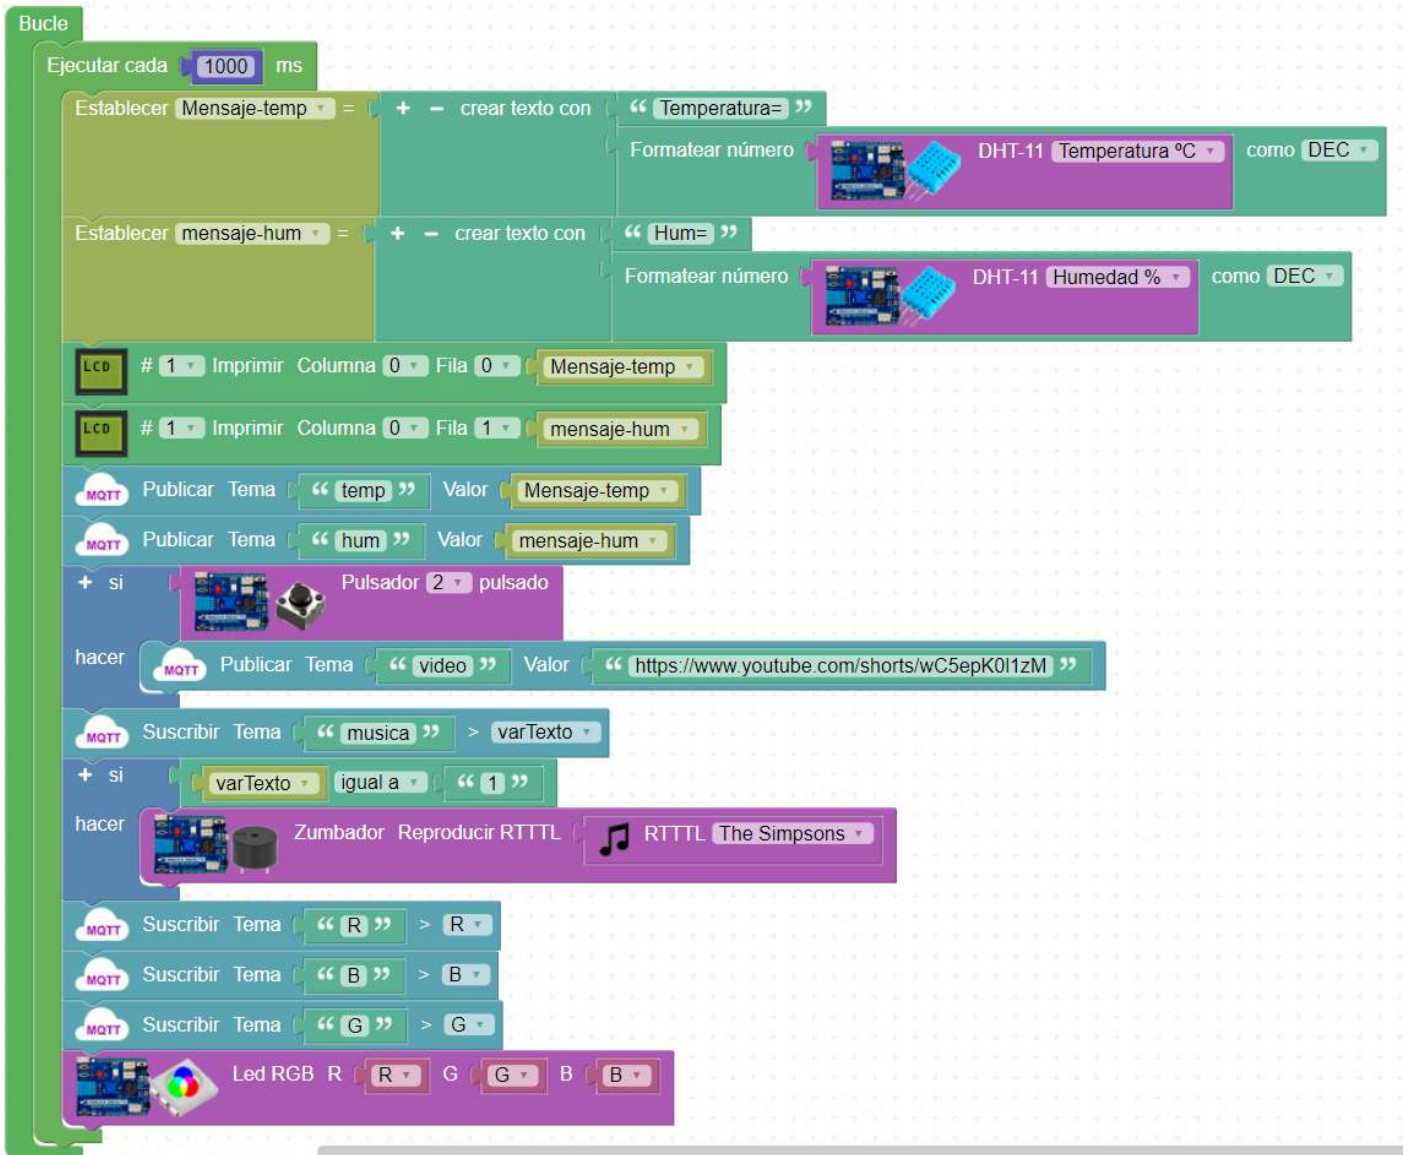 Bucle
Ejecutar cada 1000 ms
Establecer Mensaje-temp = + − crear texto con “ Temperatura= ”
Formatear número DHT-11 Temperatura ºC como DEC
Establecer mensaje-hum = + − crear texto con “ Hum= ”
Formatear número DHT-11 Humedad % como DEC
LCD # 1 Imprimir Columna 0 Fila 0 Mensaje-temp
LCD # 1 Imprimir Columna 0 Fila 1 mensaje-hum
MQTT Publicar Tema “ temp ” Valor Mensaje-temp
MQTT Publicar Tema “ hum ” Valor mensaje-hum
+ si Pulsador 2 pulsado
hacer MQTT Publicar Tema “ video ” Valor “ https://www.youtube.com/shorts/wC5epK0I1zM ”
MQTT Suscribir Tema “ musica ” > varTexto
+ si varTexto igual a “ 1 ”
hacer Zumbador Reproducir RTTTL RTTTL The Simpsons
MQTT Suscribir Tema “ R ” > R
MQTT Suscribir Tema “ B ” > B
MQTT Suscribir Tema “ G ” > G
Led RGB R R G G B B